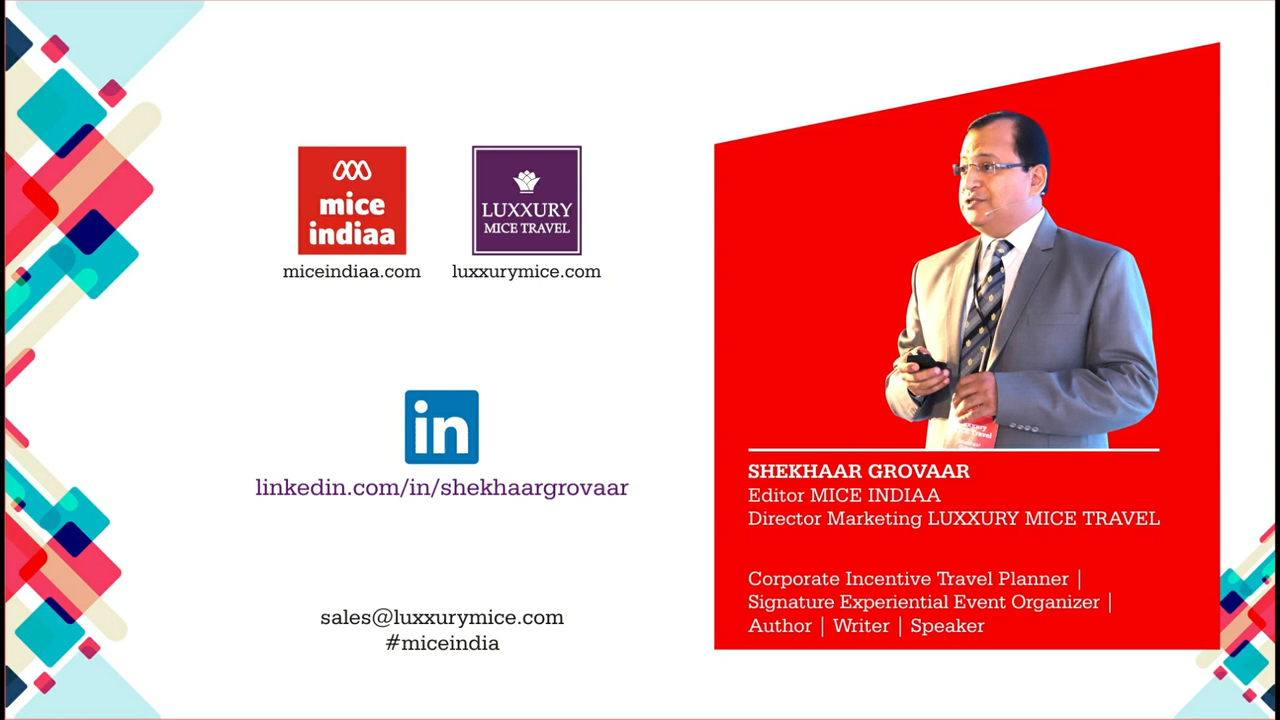 mice
indiaa
miceindiaa.com
LUXXURY
MICE TRAVEL
luxxurymice.com
in
linkedin.com/in/shekhaargrovaar
sales@luxxurymice.com
#miceindia
SHEKHAAR GROVAAR
Editor MICE INDIAA
Director Marketing LUXXURY MICE TRAVEL
Corporate Incentive Travel Planner |
Signature Experiential Event Organizer |
Author | Writer | Speaker